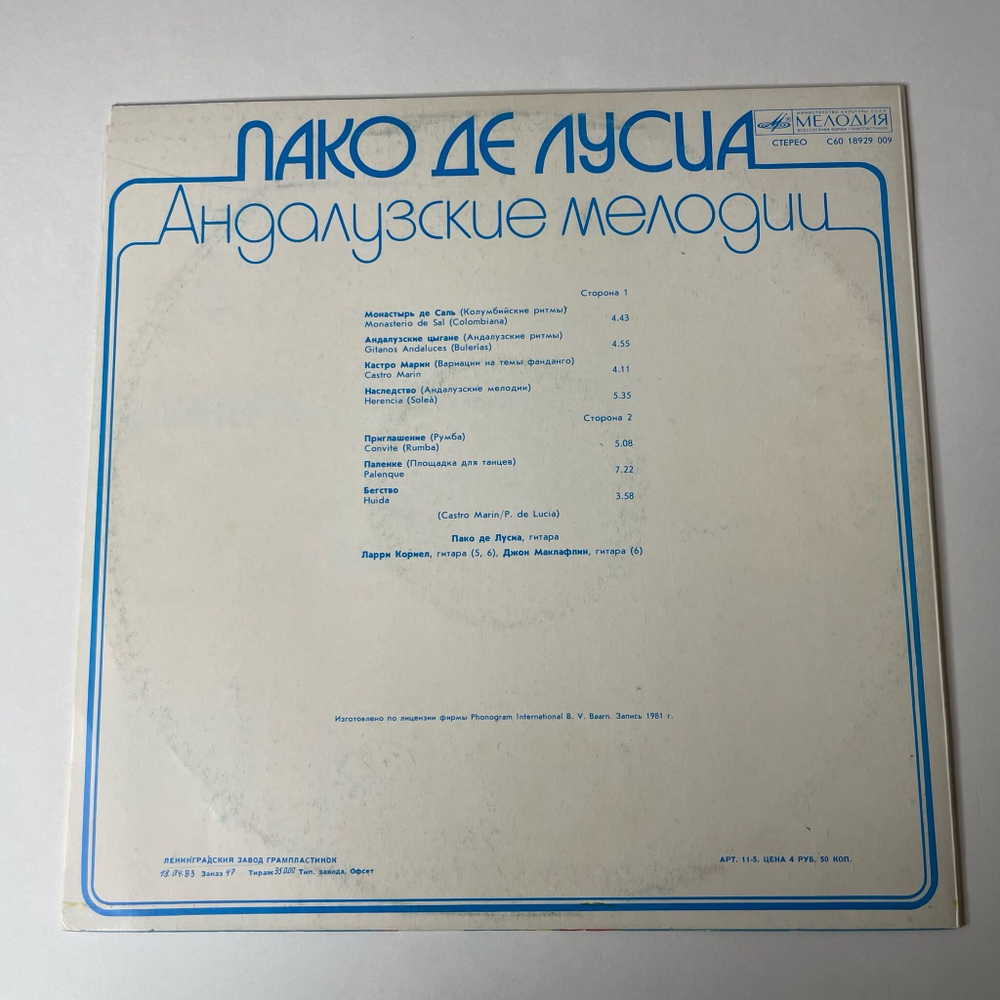 ПАКО ДЕ ЛУСИА
МИНИСТЕРСТВО КУЛЬТУРЫ СССР
МЕЛОДИЯ
ВСЕСОЮЗНАЯ ФИРМА ГРАМПЛАСТИНОК
СТЕРЕО С60 18929 009
Андалузские мелодии
Сторона 1
Монастырь де Саль (Колумбийские ритмы)
Monasterio de Sal (Colombiana) 4.43
Андалузские цыгане (Андалузские ритмы)
Gitanos Andaluces (Bulerías) 4.55
Кастро Марин (Вариации на темы фанданго)
Castro Marin 4.11
Наследство (Андалузские мелодии)
Herencia (Soleá) 5.35
Сторона 2
Приглашение (Румба)
Convite (Rumba) 5.08
Паленке (Площадка для танцев)
Palenque 7.22
Бегство
Huida 3.58
(Castro Marin/P. de Lucia)
Пако де Лусиа, гитара
Ларри Кориел, гитара (5, 6), Джон Маклафлин, гитара (6)
Изготовлено по лицензии фирмы Phonogram International B. V. Baarn. Запись 1981 г.
ЛЕНИНГРАДСКИЙ ЗАВОД ГРАМПЛАСТИНОК
18.04.83 Заказ 47 Тираж 35000 Тип. завода. Офсет
АРТ. 11-5. ЦЕНА 4 РУБ. 50 КОП.